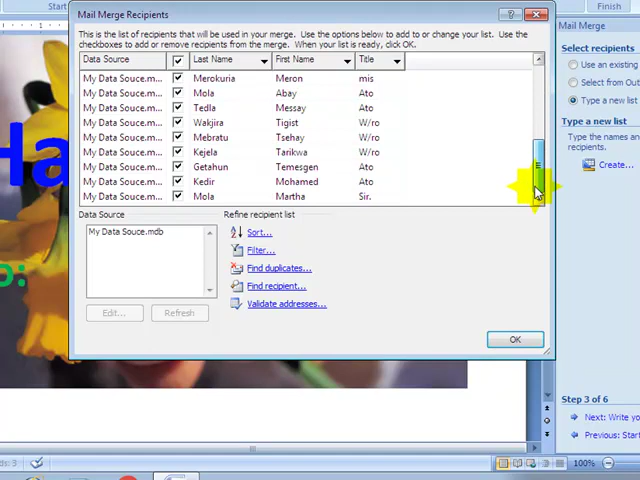 Start
Finish
Mail Merge Recipients
This is the list of recipients that will be used in your merge. Use the options below to add to or change your list. Use the
checkboxes to add or remove recipients from the merge. When your list is ready, click OK.
Data Source Last Name First Name Title
My Data Souce.m... Merokuria Meron mis
My Data Souce.m... Mola Abay Ato
My Data Souce.m... Tedla Messay Ato
My Data Souce.m... Wakjira Tigist W/ro
My Data Souce.m... Mebratu Tsehay W/ro
My Data Souce.m... Kejela Tarikwa W/ro
My Data Souce.m... Getahun Temesgen Ato
My Data Souce.m... Kedir Mohamed Ato
My Data Souce.m... Mola Martha Sir.
Data Source
My Data Souce.mdb
Edit... Refresh
Refine recipient list
Sort...
Filter...
Find duplicates...
Find recipient...
Validate addresses...
OK
Mail Merge
Select recipients
Use an existing
Select from Out
Type a new list
Type a new list
Type the names an
recipients.
Create...
Step 3 of 6
Next: Write yo
Previous: Start
Ha
o:
ds: 3
100%